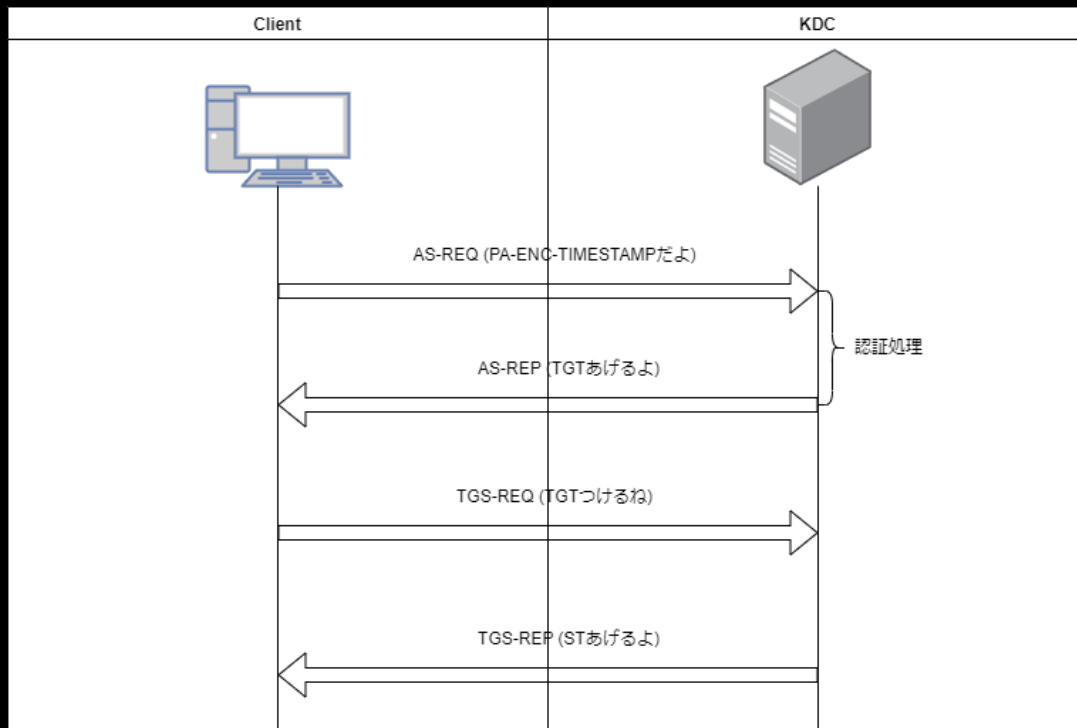 Client
KDC
AS-REQ (PA-ENC-TIMESTAMPだよ)
認証処理
AS-REP (TGTあげるよ)
TGS-REQ (TGTつけるね)
TGS-REP (STあげるよ)